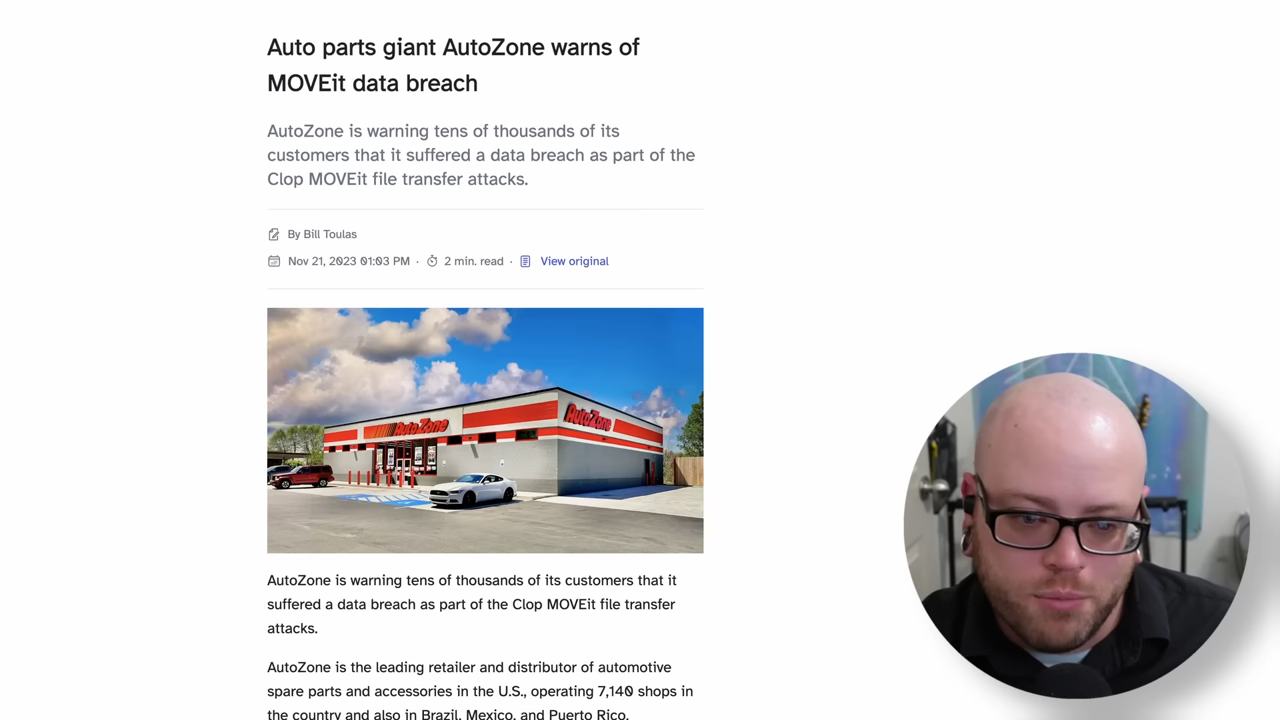 Auto parts giant AutoZone warns of
MOVEit data breach
AutoZone is warning tens of thousands of its
customers that it suffered a data breach as part of the
Clop MOVEit file transfer attacks.
By Bill Toulas
Nov 21, 2023 01:03 PM · 2 min. read · View original
AutoZone AutoZone
AutoZone is warning tens of thousands of its customers that it
suffered a data breach as part of the Clop MOVEit file transfer
attacks.
AutoZone is the leading retailer and distributor of automotive
spare parts and accessories in the U.S., operating 7,140 shops in
the country and also in Brazil, Mexico, and Puerto Rico.